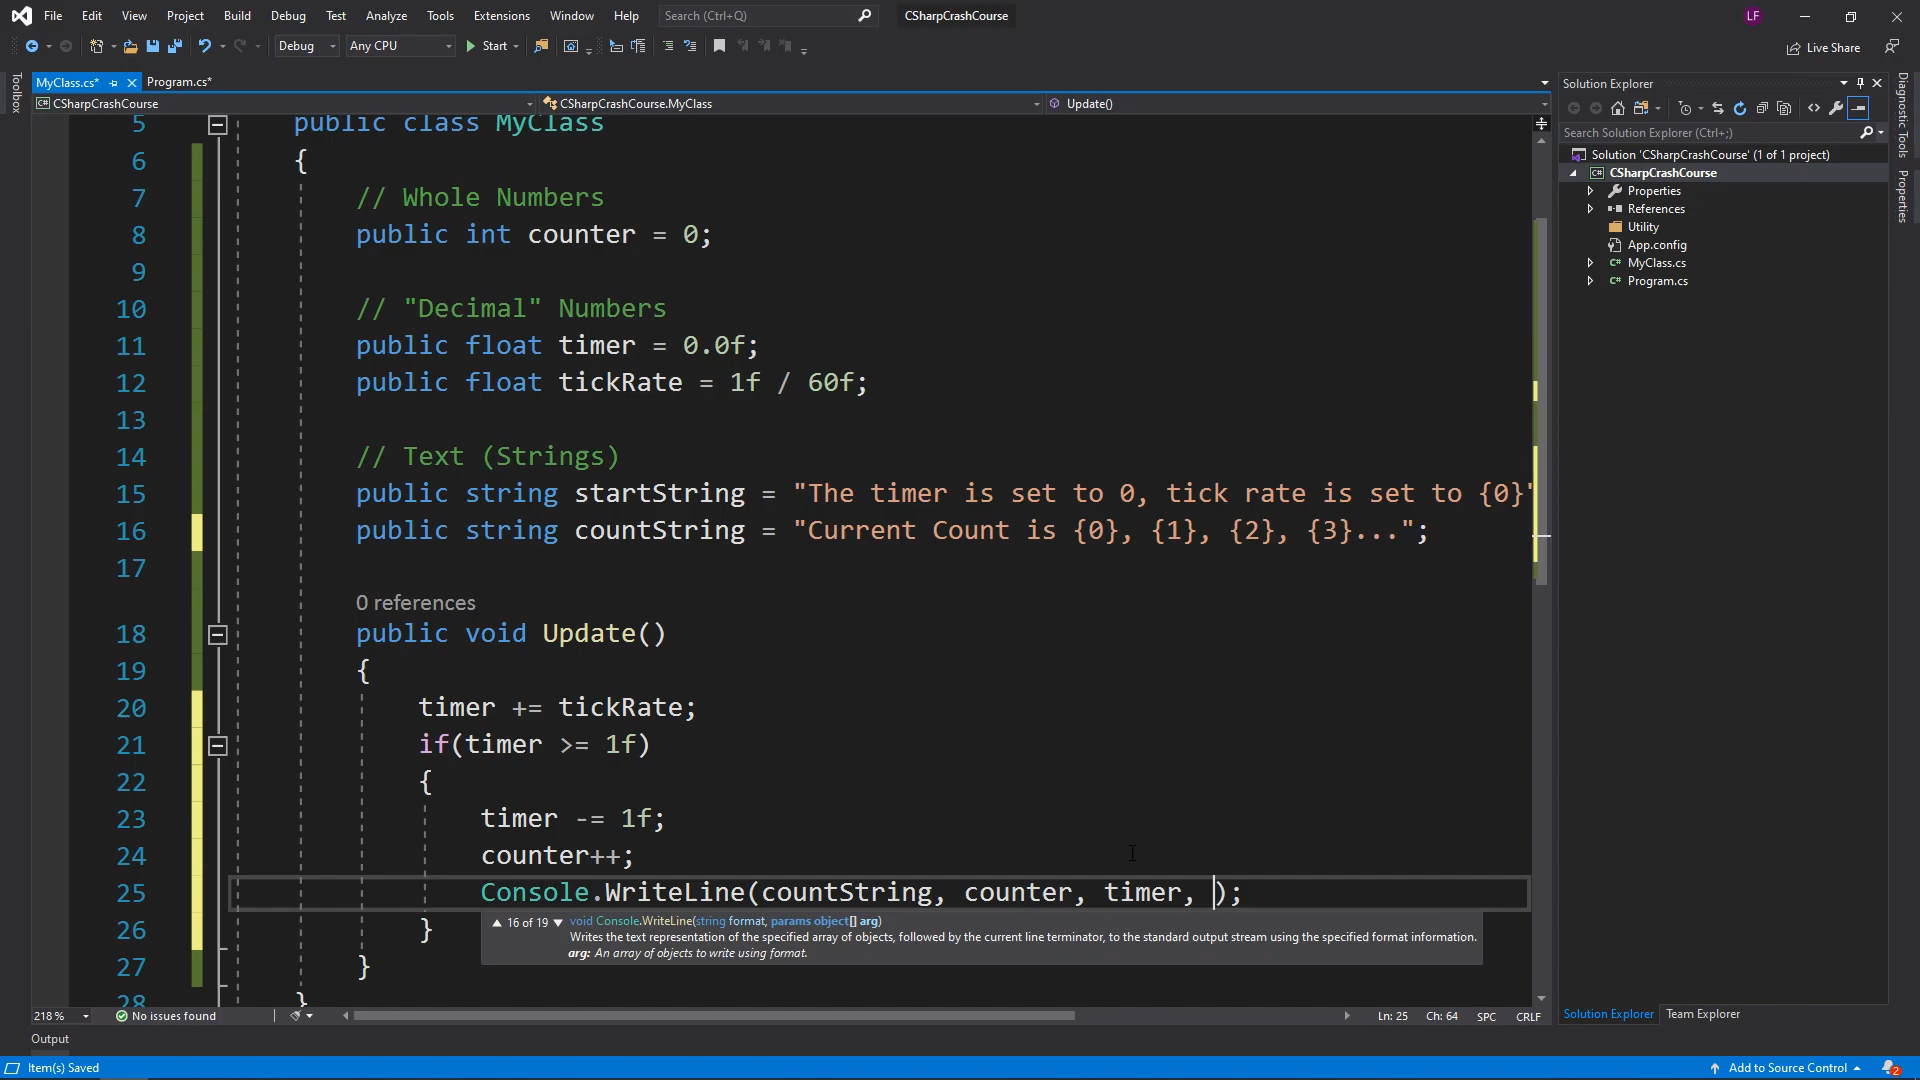 File Edit View Project Build Debug Test Analyze Tools Extensions Window Help Search (Ctrl+Q) CSharpCrashCourse LF
Debug Any CPU Start Live Share
MyClass.cs* Program.cs*
CSharpCrashCourse CSharpCrashCourse.MyClass Update()
5 public class MyClass
6 {
7 // Whole Numbers
8 public int counter = 0;
9
10 // "Decimal" Numbers
11 public float timer = 0.0f;
12 public float tickRate = 1f / 60f;
13
14 // Text (Strings)
15 public string startString = "The timer is set to 0, tick rate is set to {0}"
16 public string countString = "Current Count is {0}, {1}, {2}, {3}...";
17
0 references
18 public void Update()
19 {
20 timer += tickRate;
21 if(timer >= 1f)
22 {
23 timer -= 1f;
24 counter++;
25 Console.WriteLine(countString, counter, timer, );
16 of 19 void Console.WriteLine(string format, params object[] arg)
Writes the text representation of the specified array of objects, followed by the current line terminator, to the standard output stream using the specified format information.
arg: An array of objects to write using format.
26 }
27 }
28 }
218 % No issues found Ln: 25 Ch: 64 SPC CRLF
Output
Item(s) Saved Add to Source Control 2
Toolbox
Solution Explorer
Search Solution Explorer (Ctrl+;)
Solution 'CSharpCrashCourse' (1 of 1 project)
C# CSharpCrashCourse
Properties
References
Utility
App.config
C# MyClass.cs
C# Program.cs
Solution Explorer Team Explorer
Diagnostic Tools
Properties